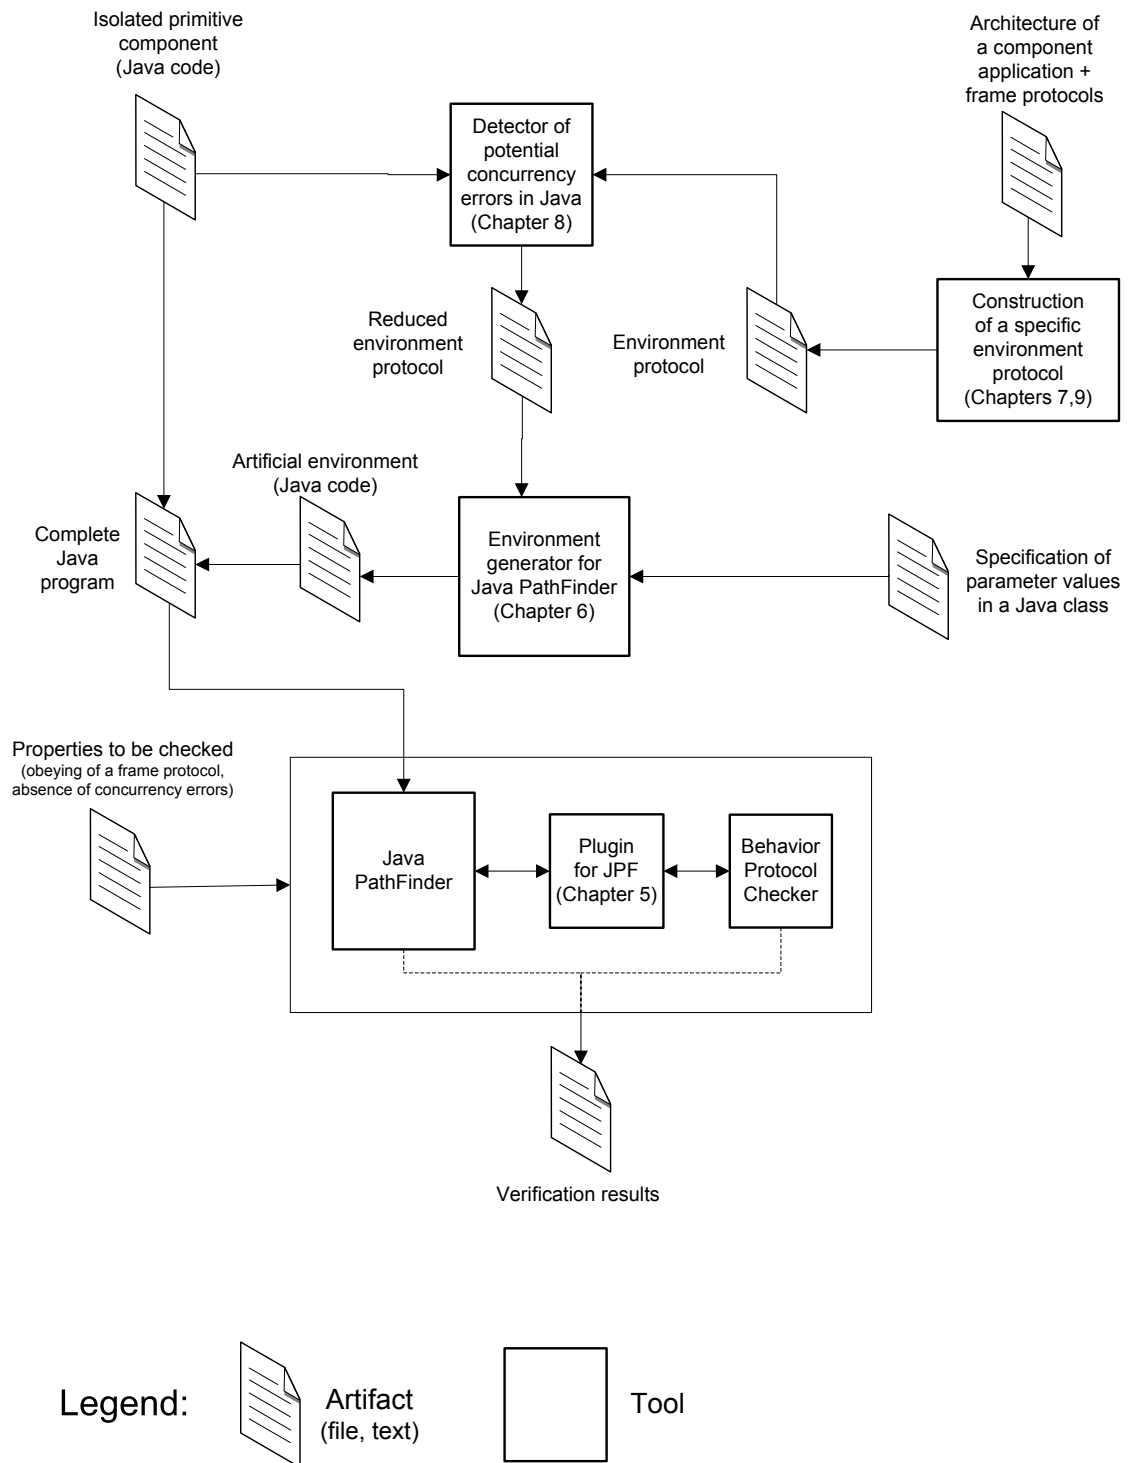 Isolated primitive
component
(Java code)
Architecture of
a component
application +
frame protocols
Detector of
potential
concurrency
errors in Java
(Chapter 8)
Reduced
environment
protocol
Environment
protocol
Construction
of a specific
environment
protocol
(Chapters 7,9)
Artificial environment
(Java code)
Complete
Java
program
Environment
generator for
Java PathFinder
(Chapter 6)
Specification of
parameter values
in a Java class
Properties to be checked
(obeying of a frame protocol,
absence of concurrency errors)
Java
PathFinder
Plugin
for JPF
(Chapter 5)
Behavior
Protocol
Checker
Verification results
Legend:
Artifact
(file, text)
Tool